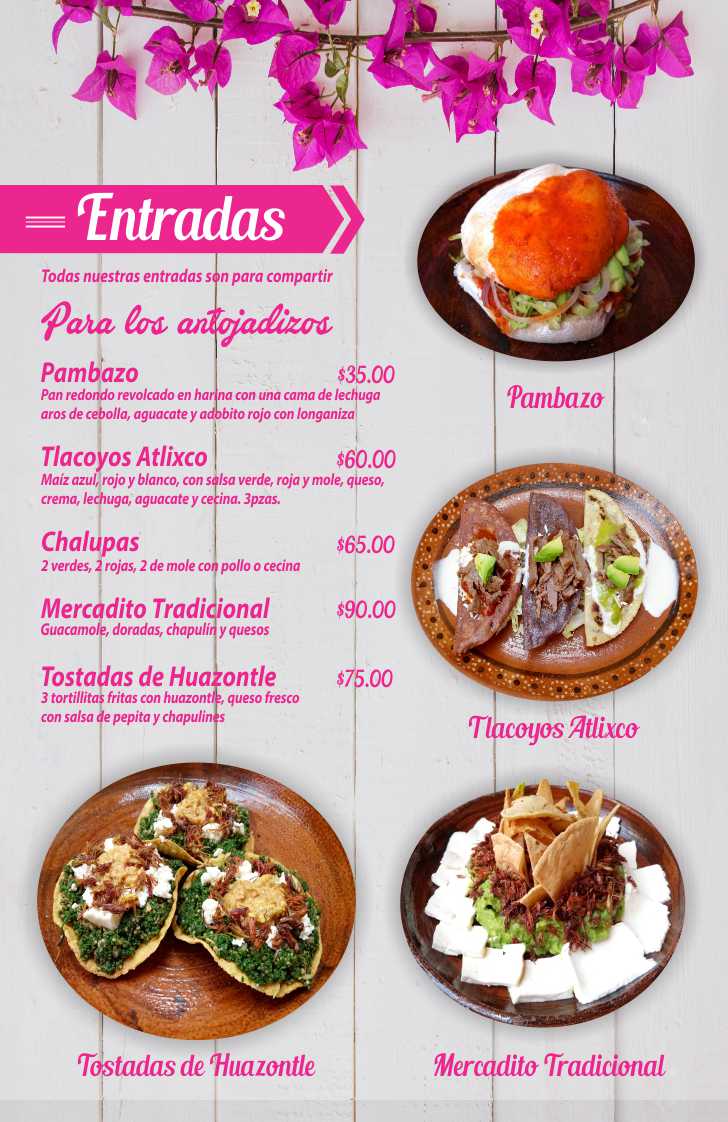 Entradas
Todas nuestras entradas son para compartir
Para los antojadizos
Pambazo $35.00
Pan redondo revolcado en harina con una cama de lechuga
aros de cebolla, aguacate y adobito rojo con longaniza
Pambazo
Tlacoyos Atlixco $60.00
Maíz azul, rojo y blanco, con salsa verde, roja y mole, queso,
crema, lechuga, aguacate y cecina. 3pzas.
Chalupas $65.00
2 verdes, 2 rojas, 2 de mole con pollo o cecina
Mercadito Tradicional $90.00
Guacamole, doradas, chapulín y quesos
Tostadas de Huazontle $75.00
3 tortillitas fritas con huazontle, queso fresco
con salsa de pepita y chapulines
Tlacoyos Atlixco
Tostadas de Huazontle
Mercadito Tradicional